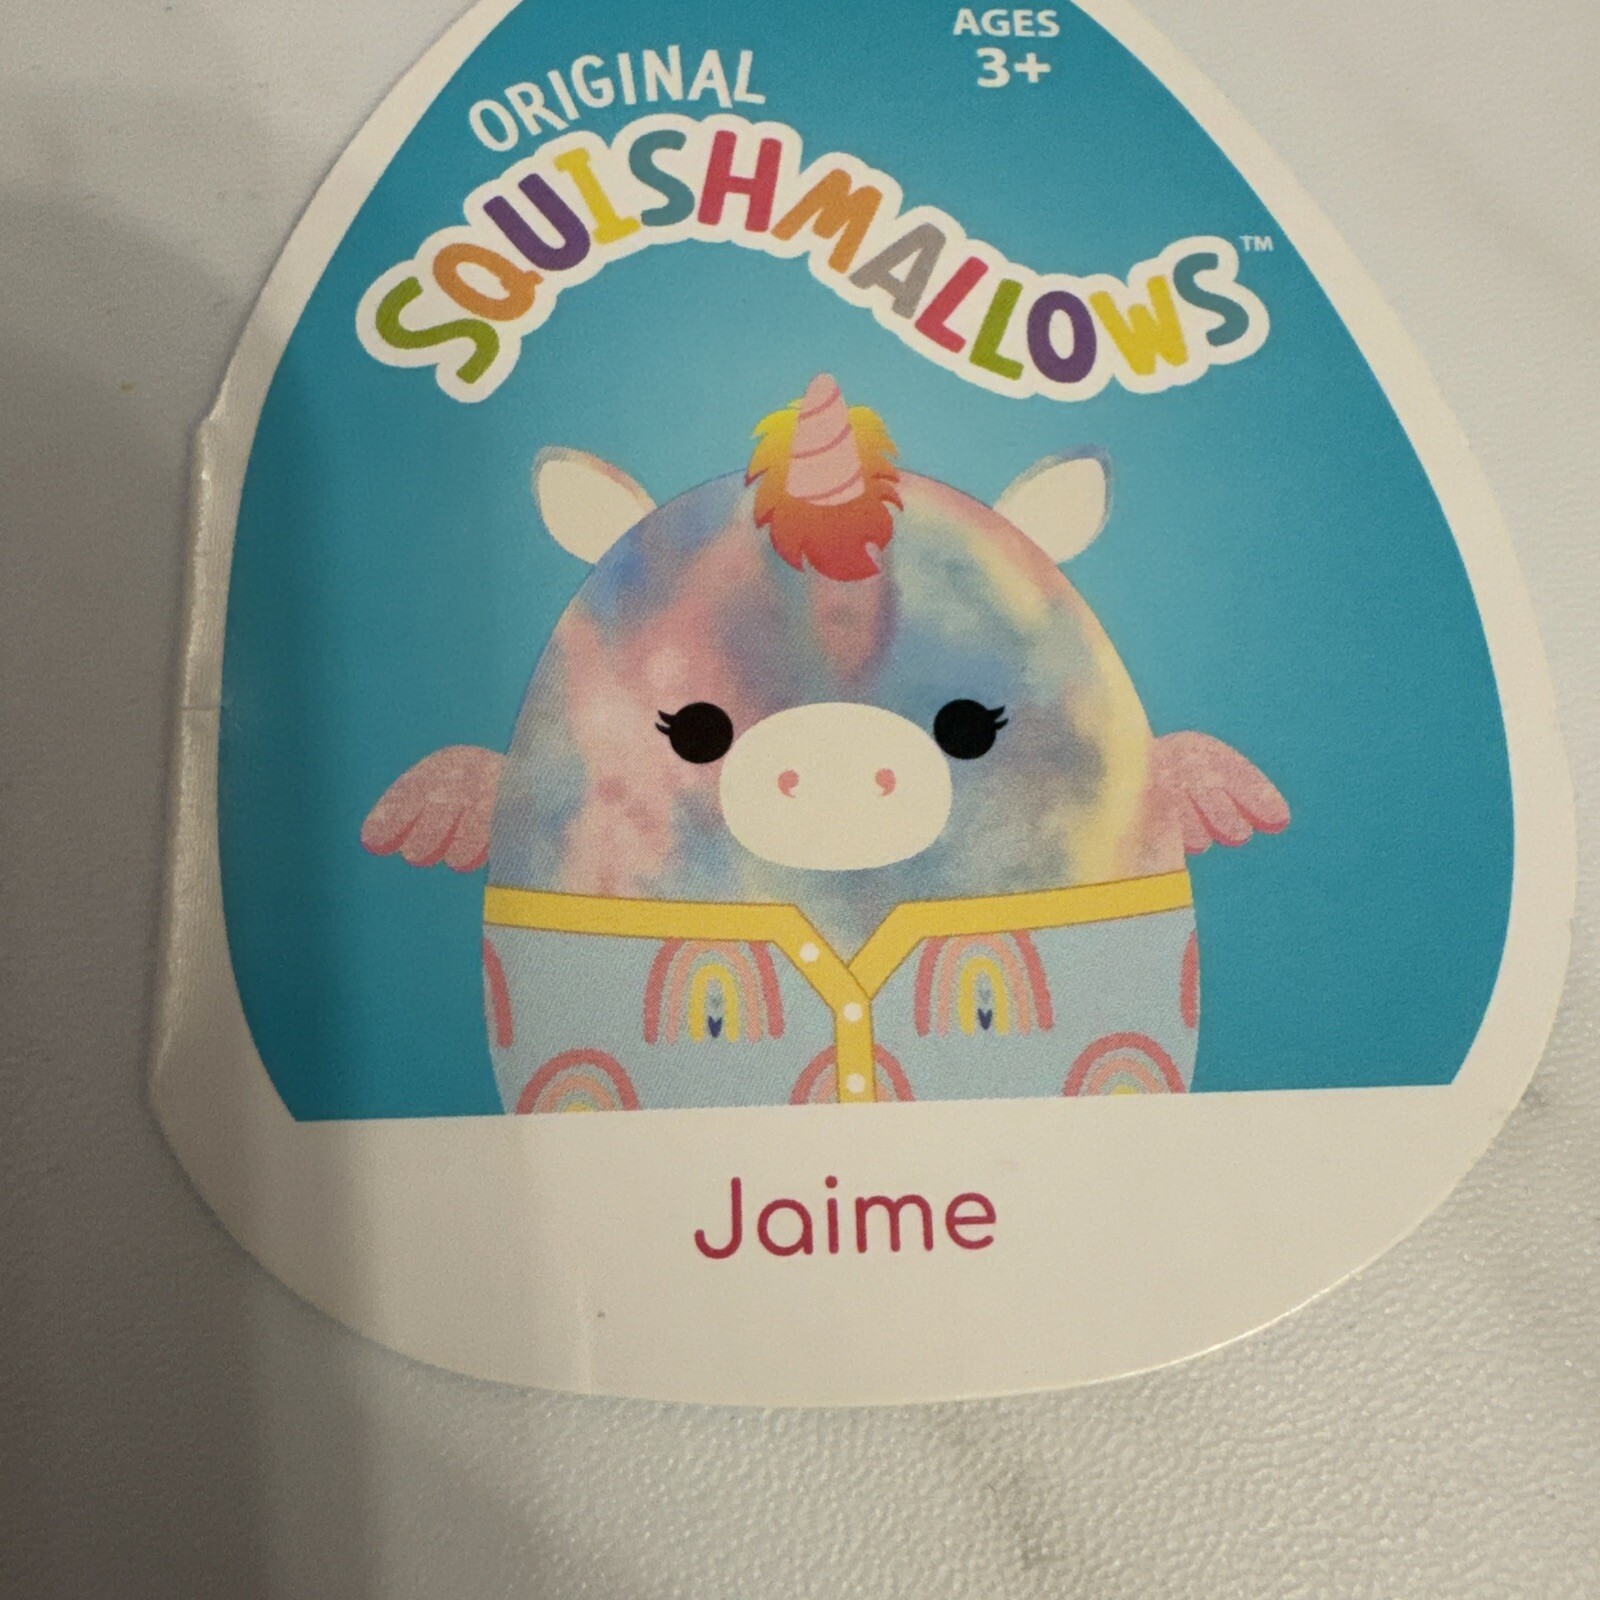 AGES
3+
ORIGINAL
SQUISHMALLOWS™
Jaime